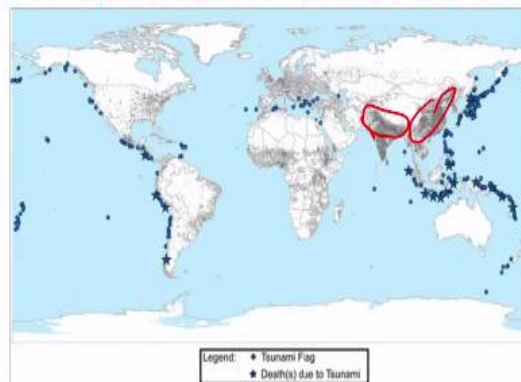 Legend: ♦ Tsunami Flag
★ Death(s) due to Tsunami